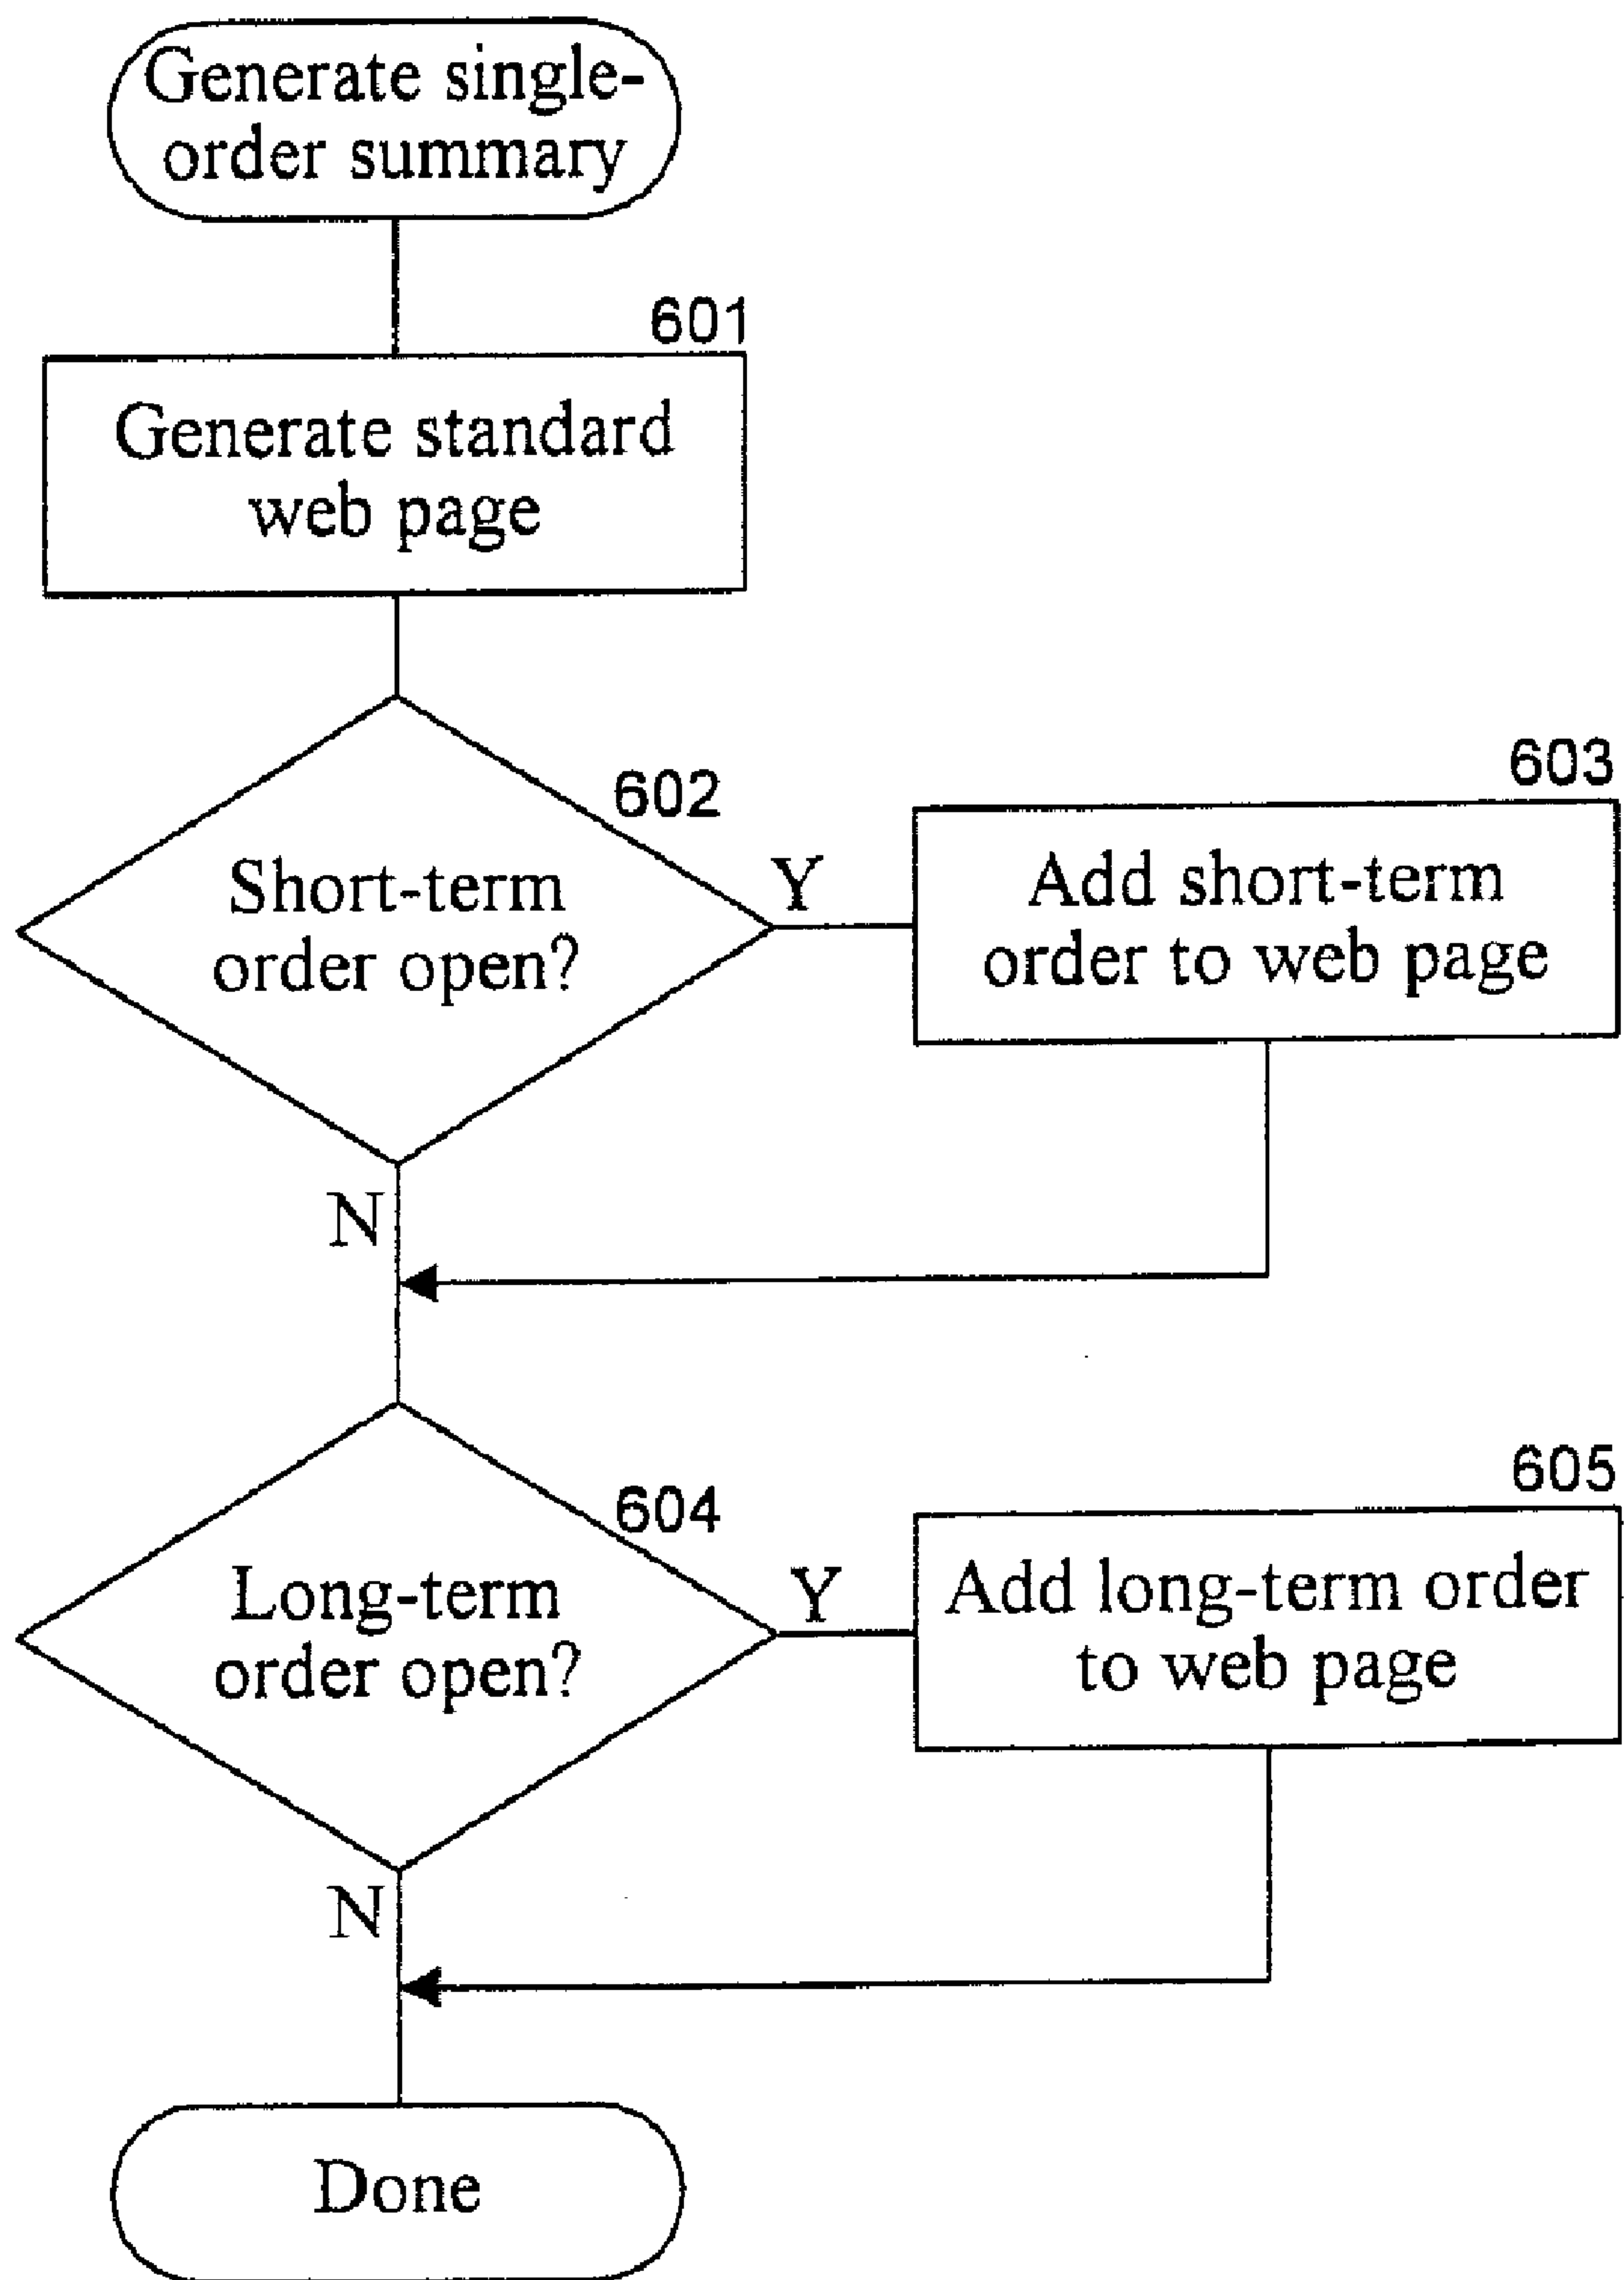 Generate single-
order summary
601
Generate standard
web page
602
Short-term
order open?
Y
603
Add short-term
order to web page
N
604
Long-term
order open?
Y
605
Add long-term order
to web page
N
Done